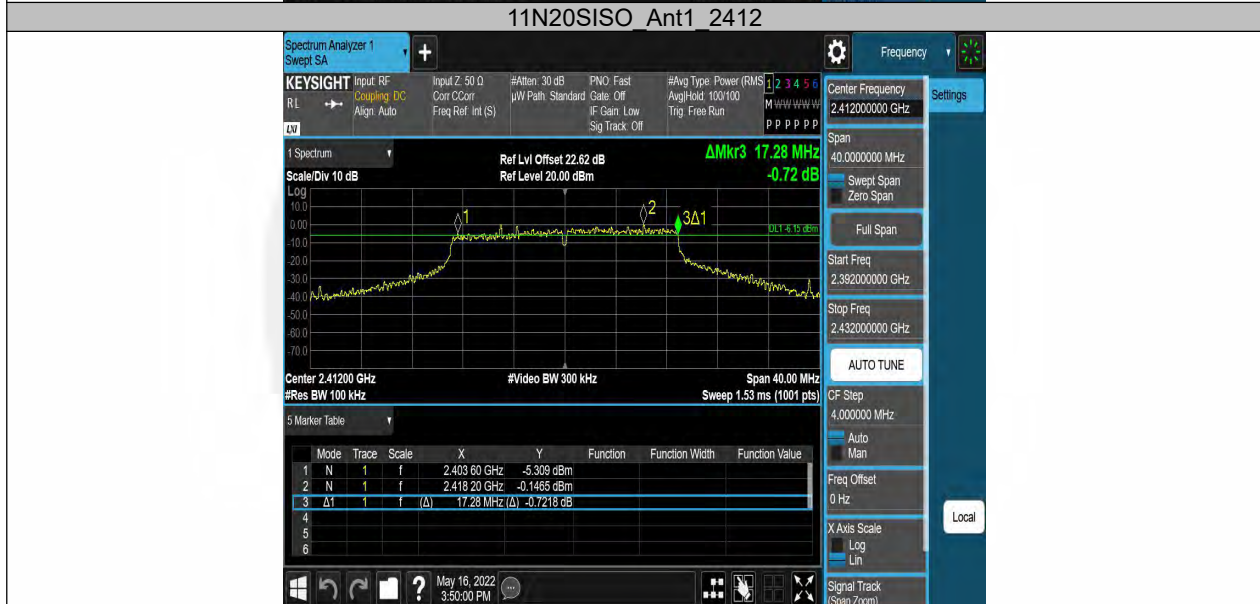 11N20SISO_Ant1_2412
Spectrum Analyzer 1
Swept SA
+
Frequency
KEYSIGHT
RL
LXI
Input: RF
Coupling: DC
Align: Auto
Input Z: 50 Ω
Corr CCorr
Freq Ref: Int (S)
#Atten: 30 dB
µW Path: Standard
PNO: Fast
Gate: Off
IF Gain: Low
Sig Track: Off
#Avg Type: Power (RMS
Avg|Hold: 100/100
Trig: Free Run
1 2 3 4 5 6
M W W W W W
P P P P P P
1 Spectrum
Scale/Div 10 dB
Ref Lvl Offset 22.62 dB
Ref Level 20.00 dBm
ΔMkr3 17.28 MHz
-0.72 dB
Log
10.0
0.00
-10.0
-20.0
-30.0
-40.0
-50.0
-60.0
-70.0
1
2
3Δ1
DL1 -6.15 dBm
Center 2.41200 GHz
#Video BW 300 kHz
Span 40.00 MHz
#Res BW 100 kHz
Sweep 1.53 ms (1001 pts)
5 Marker Table
Mode Trace Scale X Y Function Function Width Function Value
1 N 1 f 2.403 60 GHz -5.309 dBm
2 N 1 f 2.418 20 GHz -0.1465 dBm
3 Δ1 1 f (Δ) 17.28 MHz (Δ) -0.7218 dB
4
5
6
Center Frequency
2.412000000 GHz
Settings
Span
40.0000000 MHz
Swept Span
Zero Span
Full Span
Start Freq
2.392000000 GHz
Stop Freq
2.432000000 GHz
AUTO TUNE
CF Step
4.000000 MHz
Auto
Man
Freq Offset
0 Hz
X Axis Scale
Log
Lin
Signal Track
(Span Zoom)
Local
?
May 16, 2022
3:50:00 PM